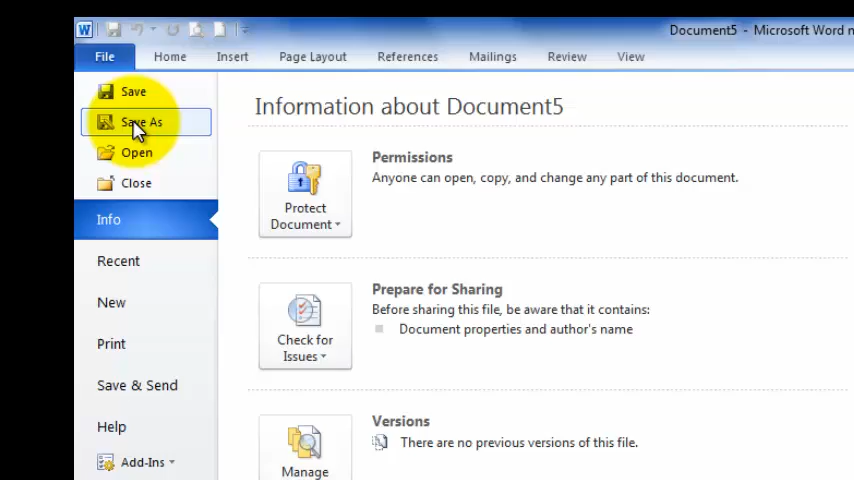 Document5 - Microsoft Word n
File Home Insert Page Layout References Mailings Review View
Save
Save As
Open
Close
Info
Recent
New
Print
Save & Send
Help
Add-Ins
Information about Document5
Protect
Document
Permissions
Anyone can open, copy, and change any part of this document.
Check for
Issues
Prepare for Sharing
Before sharing this file, be aware that it contains:
Document properties and author's name
Manage
Versions
There are no previous versions of this file.